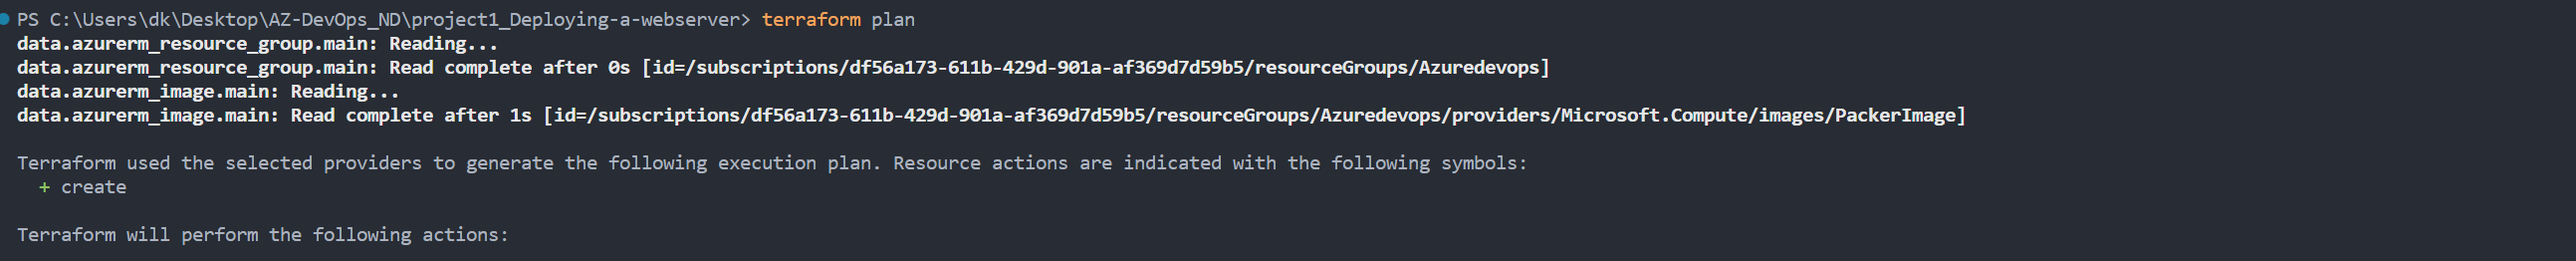 PS C:\Users\dk\Desktop\AZ-DevOps_ND\project1_Deploying-a-webserver> terraform plan
data.azurerm_resource_group.main: Reading...
data.azurerm_resource_group.main: Read complete after 0s [id=/subscriptions/df56a173-611b-429d-901a-af369d7d59b5/resourceGroups/Azuredevops]
data.azurerm_image.main: Reading...
data.azurerm_image.main: Read complete after 1s [id=/subscriptions/df56a173-611b-429d-901a-af369d7d59b5/resourceGroups/Azuredevops/providers/Microsoft.Compute/images/PackerImage]
Terraform used the selected providers to generate the following execution plan. Resource actions are indicated with the following symbols:
+ create
Terraform will perform the following actions: